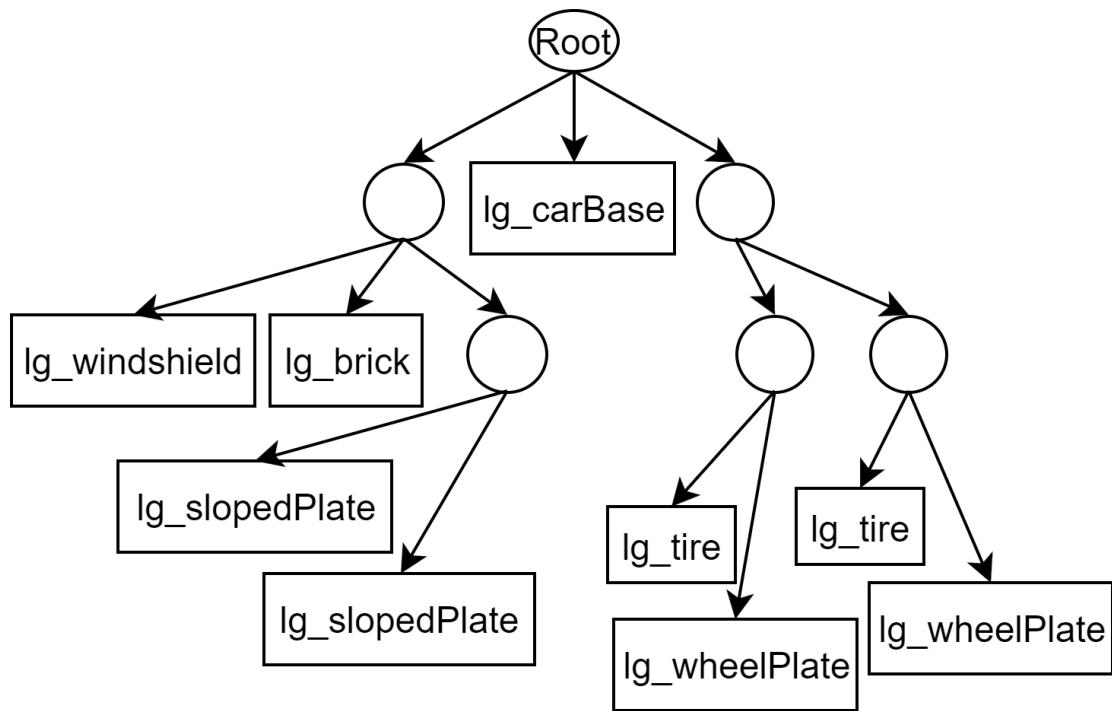 Root
lg_carBase
lg_windshield
lg_brick
lg_slopedPlate
lg_slopedPlate
lg_tire
lg_tire
lg_wheelPlate
lg_wheelPlate